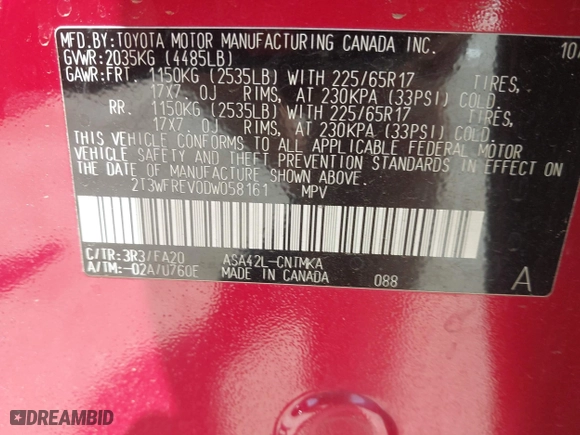 MFD.BY:TOYOTA MOTOR MANUFACTURING CANADA INC. 10/
GVWR:2035KG (4485LB)
GAWR:FRT. 1150KG (2535LB) WITH 225/65R17 TIRES,
17X7 0J RIMS, AT 230KPA (33PSI) COLD.
RR. 1150KG (2535LB) WITH 225/65R17 TIRES,
17X7 0J RIMS, AT 230KPA (33PSI) COLD.
THIS VEHICLE CONFORMS TO ALL APPLICABLE FEDERAL MOTOR
VEHICLE SAFETY AND THEFT PREVENTION STANDARDS IN EFFECT ON
THE DATE OF MANUFACTURE SHOWN ABOVE.
2T3WFREV0DW058161 MPV
C/TR:3R3/FA20 ASA42L-CNTMKA
A/TM:-02A/U760E MADE IN CANADA 088 A
DREAMBID